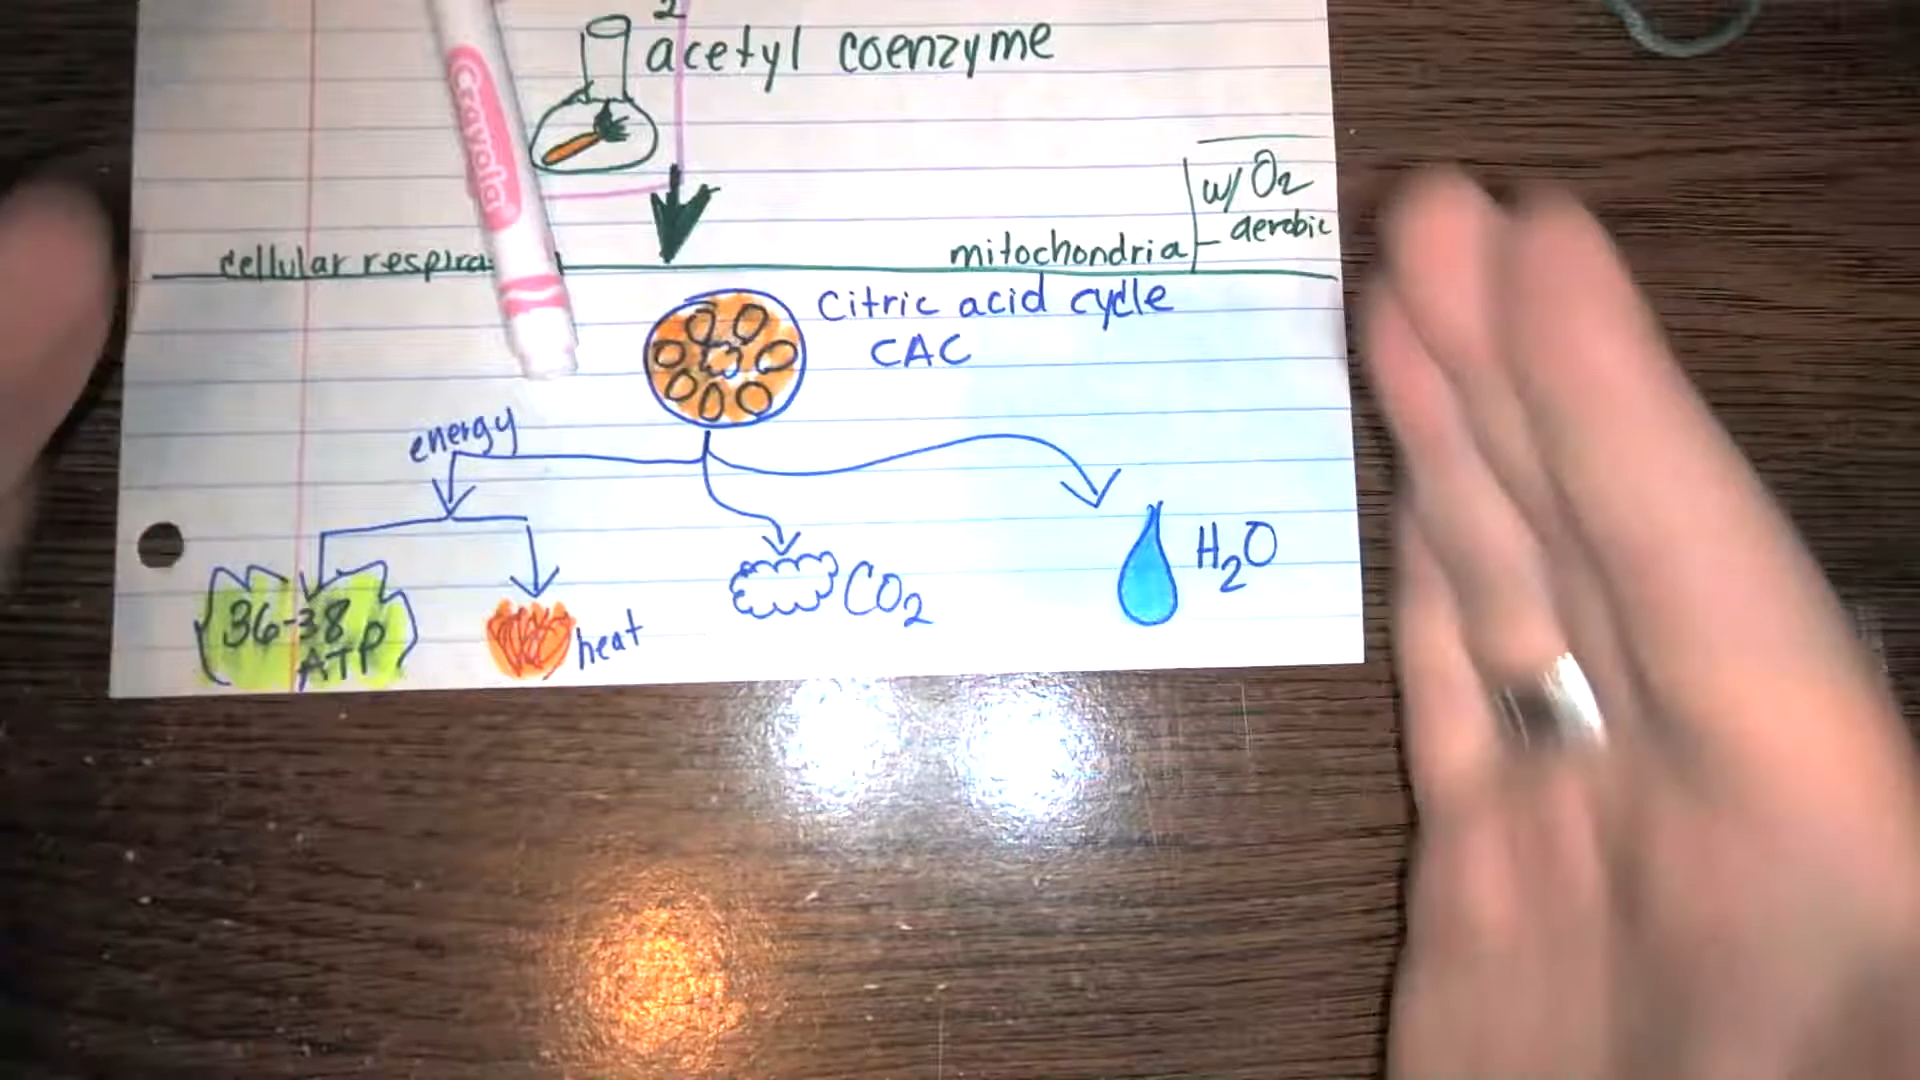 2
acetyl coenzyme
crayola
w/ O2
aerobic
cellular respira
mitochondria
Citric acid cycle
CAC
energy
36-38
ATP
heat
CO2
H2O